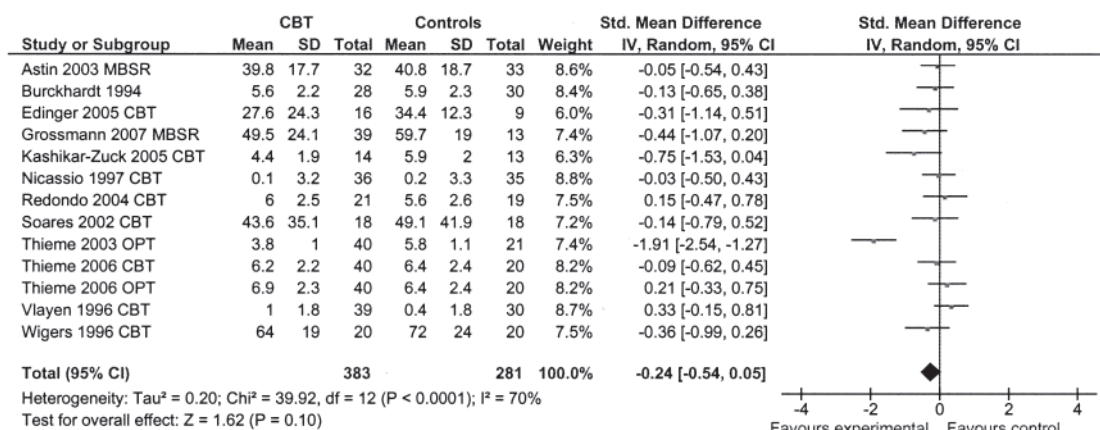 CBT Controls Std. Mean Difference Std. Mean Difference
Study or Subgroup Mean SD Total Mean SD Total Weight IV, Random, 95% CI IV, Random, 95% CI
Astin 2003 MBSR 39.8 17.7 32 40.8 18.7 33 8.6% -0.05 [-0.54, 0.43]
Burckhardt 1994 5.6 2.2 28 5.9 2.3 30 8.4% -0.13 [-0.65, 0.38]
Edinger 2005 CBT 27.6 24.3 16 34.4 12.3 9 6.0% -0.31 [-1.14, 0.51]
Grossmann 2007 MBSR 49.5 24.1 39 59.7 19 13 7.4% -0.44 [-1.07, 0.20]
Kashikar-Zuck 2005 CBT 4.4 1.9 14 5.9 2 13 6.3% -0.75 [-1.53, 0.04]
Nicassio 1997 CBT 0.1 3.2 36 0.2 3.3 35 8.8% -0.03 [-0.50, 0.43]
Redondo 2004 CBT 6 2.5 21 5.6 2.6 19 7.5% 0.15 [-0.47, 0.78]
Soares 2002 CBT 43.6 35.1 18 49.1 41.9 18 7.2% -0.14 [-0.79, 0.52]
Thieme 2003 OPT 3.8 1 40 5.8 1.1 21 7.4% -1.91 [-2.54, -1.27]
Thieme 2006 CBT 6.2 2.2 40 6.4 2.4 20 8.2% -0.09 [-0.62, 0.45]
Thieme 2006 OPT 6.9 2.3 40 6.4 2.4 20 8.2% 0.21 [-0.33, 0.75]
Vlayen 1996 CBT 1 1.8 39 0.4 1.8 30 8.7% 0.33 [-0.15, 0.81]
Wigers 1996 CBT 64 19 20 72 24 20 7.5% -0.36 [-0.99, 0.26]
Total (95% CI) 383 281 100.0% -0.24 [-0.54, 0.05]
Heterogeneity: Tau² = 0.20; Chi² = 39.92, df = 12 (P < 0.0001); I² = 70%
Test for overall effect: Z = 1.62 (P = 0.10)
-4 -2 0 2 4
Favours experimental Favours control